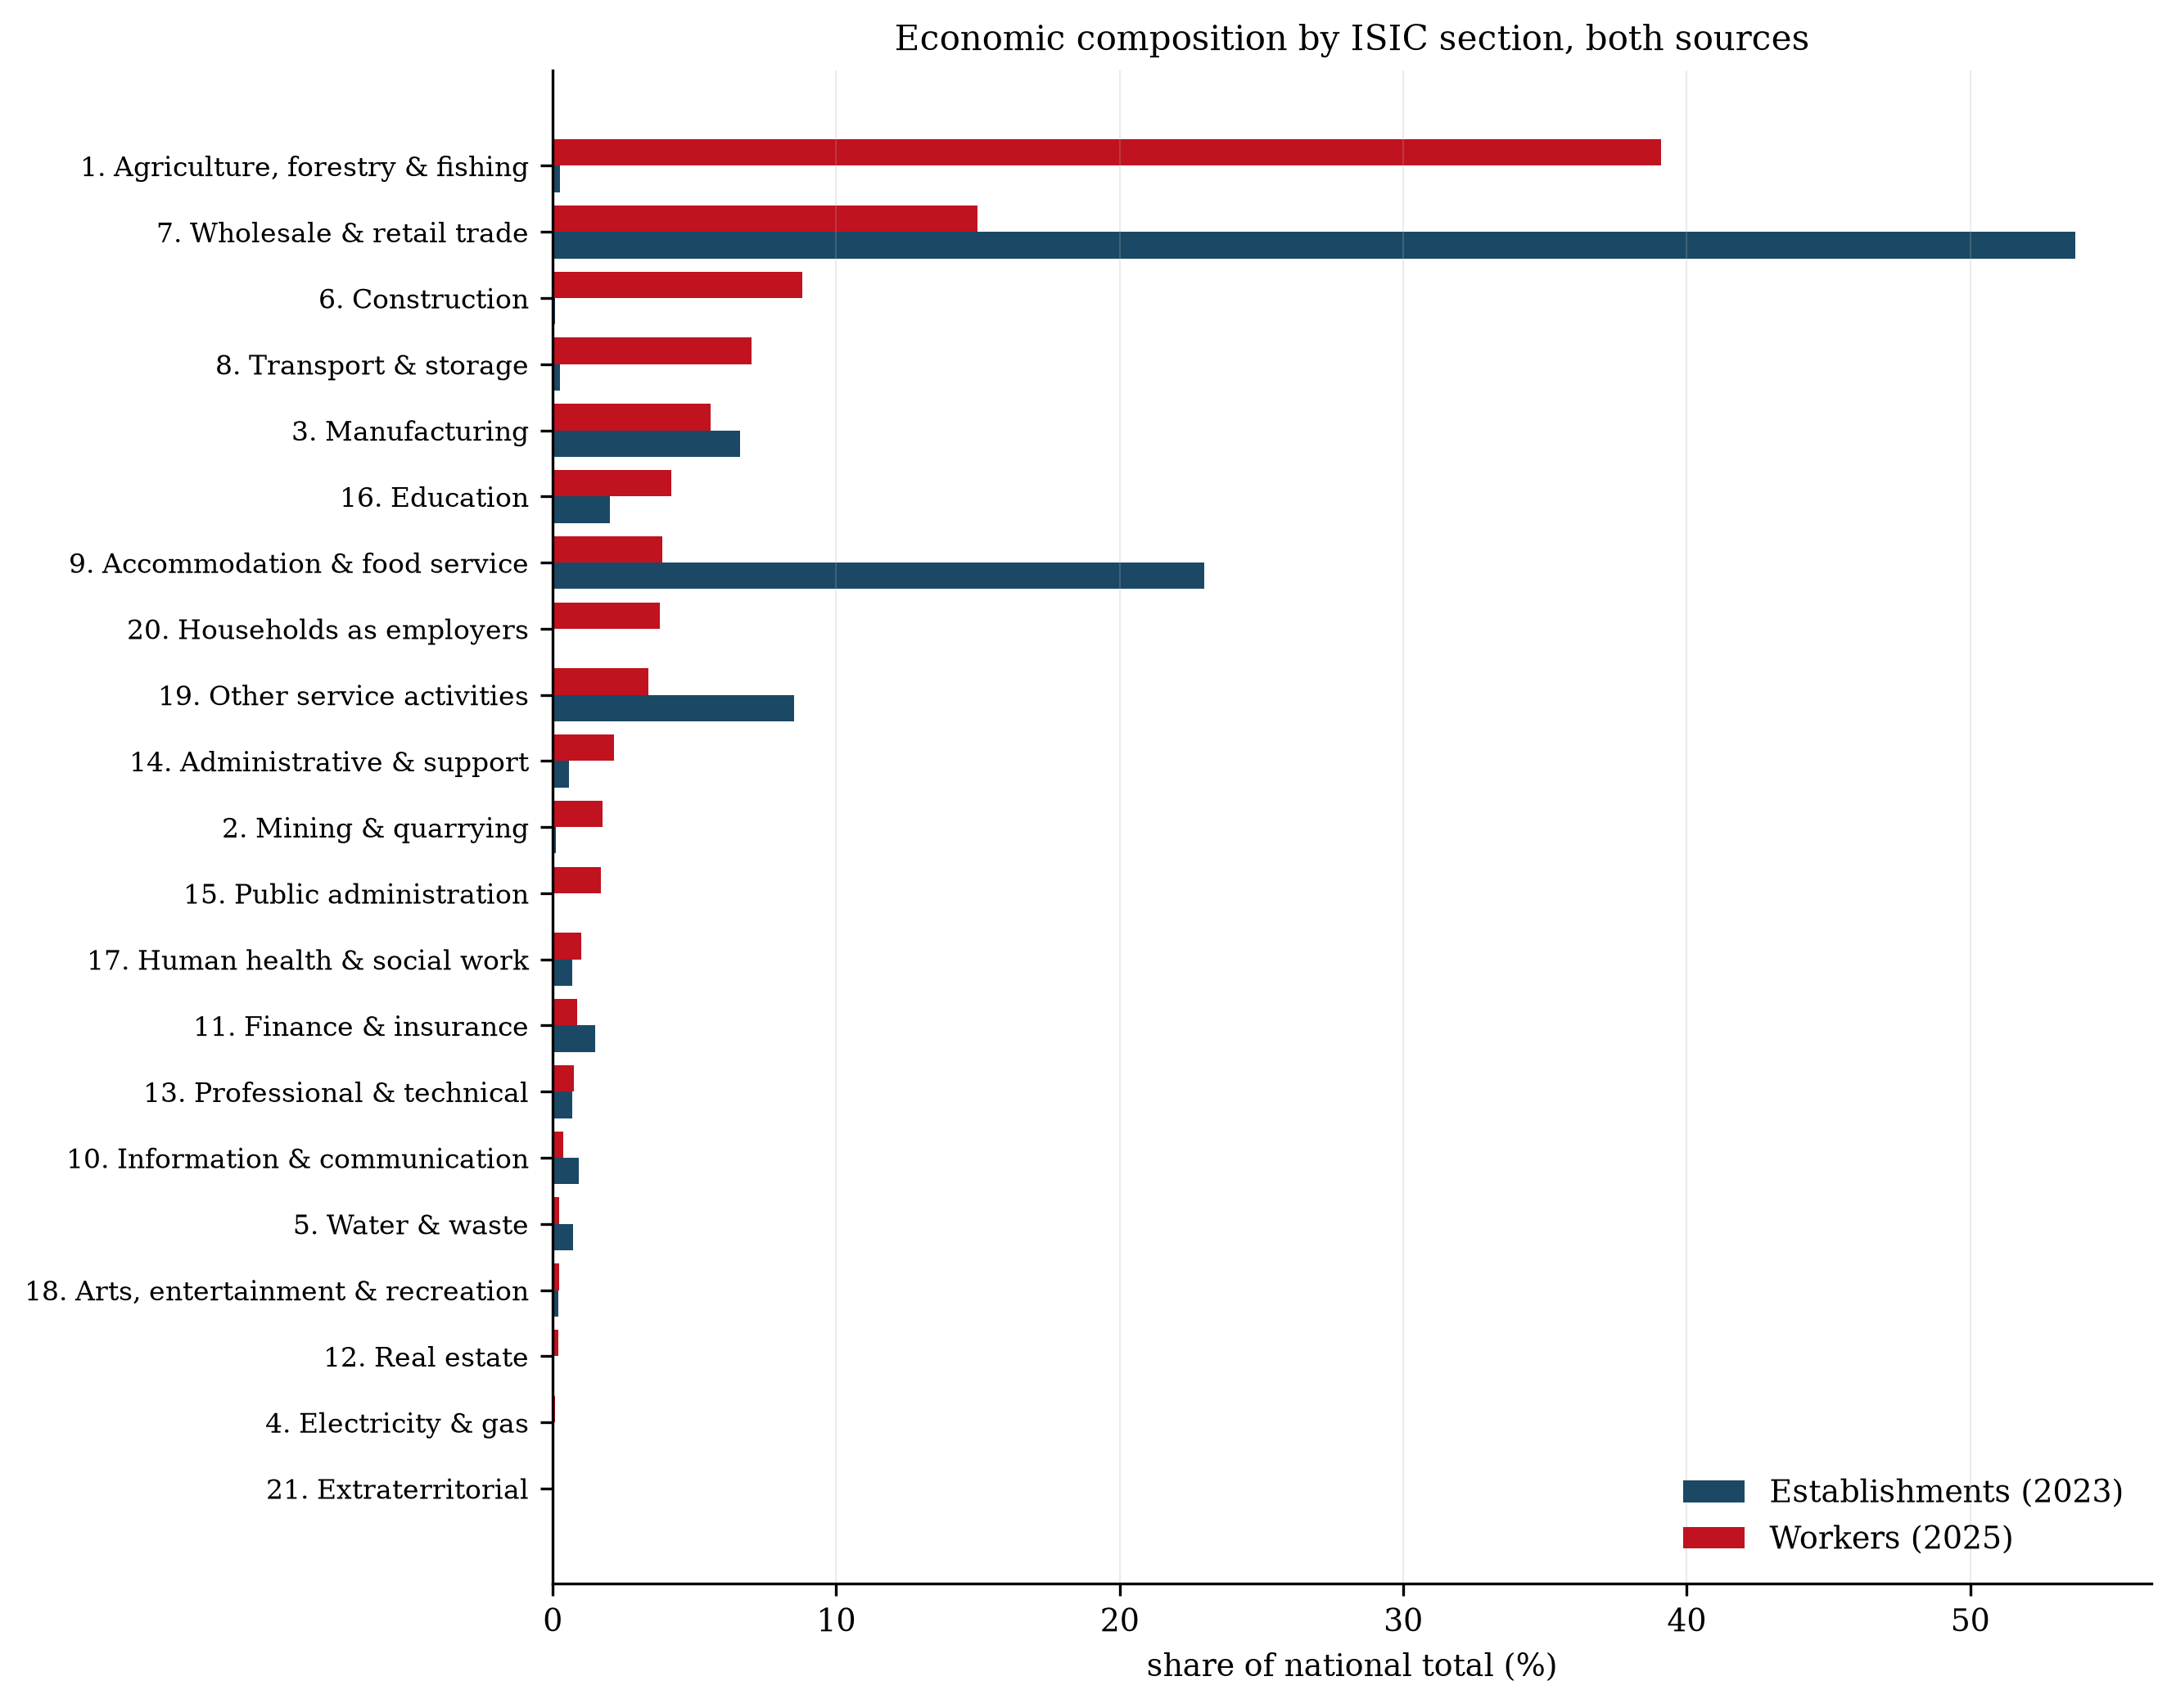 Economic composition by ISIC section, both sources
1. Agriculture, forestry & fishing
7. Wholesale & retail trade
6. Construction
8. Transport & storage
3. Manufacturing
16. Education
9. Accommodation & food service
20. Households as employers
19. Other service activities
14. Administrative & support
2. Mining & quarrying
15. Public administration
17. Human health & social work
11. Finance & insurance
13. Professional & technical
10. Information & communication
5. Water & waste
18. Arts, entertainment & recreation
12. Real estate
4. Electricity & gas
21. Extraterritorial
Establishments (2023)
Workers (2025)
0 10 20 30 40 50
share of national total (%)